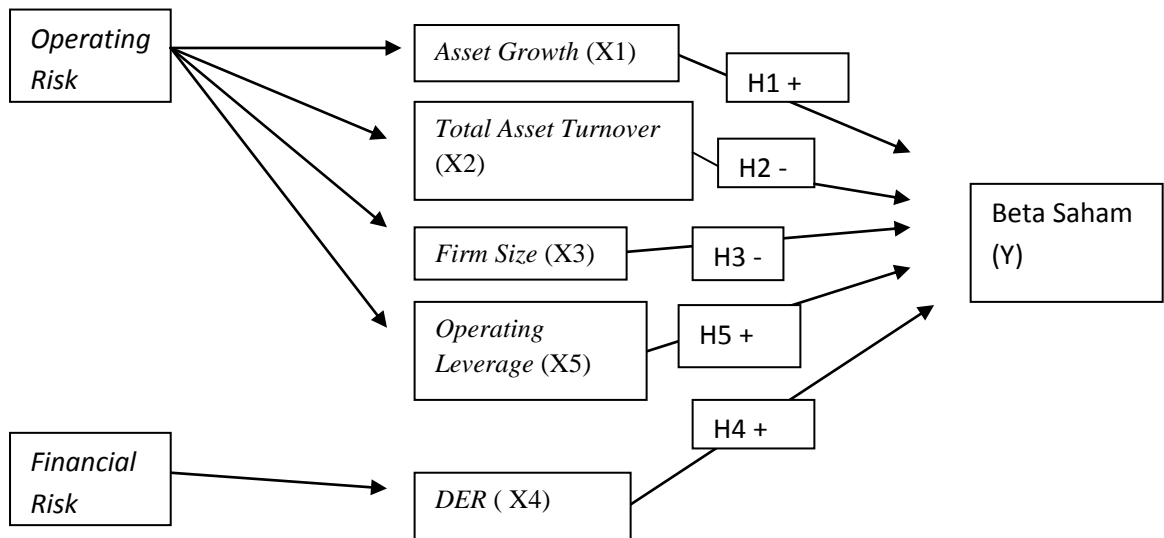 Operating
Risk
Asset Growth (X1)
H1 +
Total Asset Turnover
(X2)
H2 -
Firm Size (X3)
H3 -
Beta Saham
(Y)
Operating
Leverage (X5)
H5 +
H4 +
Financial
Risk
DER ( X4)